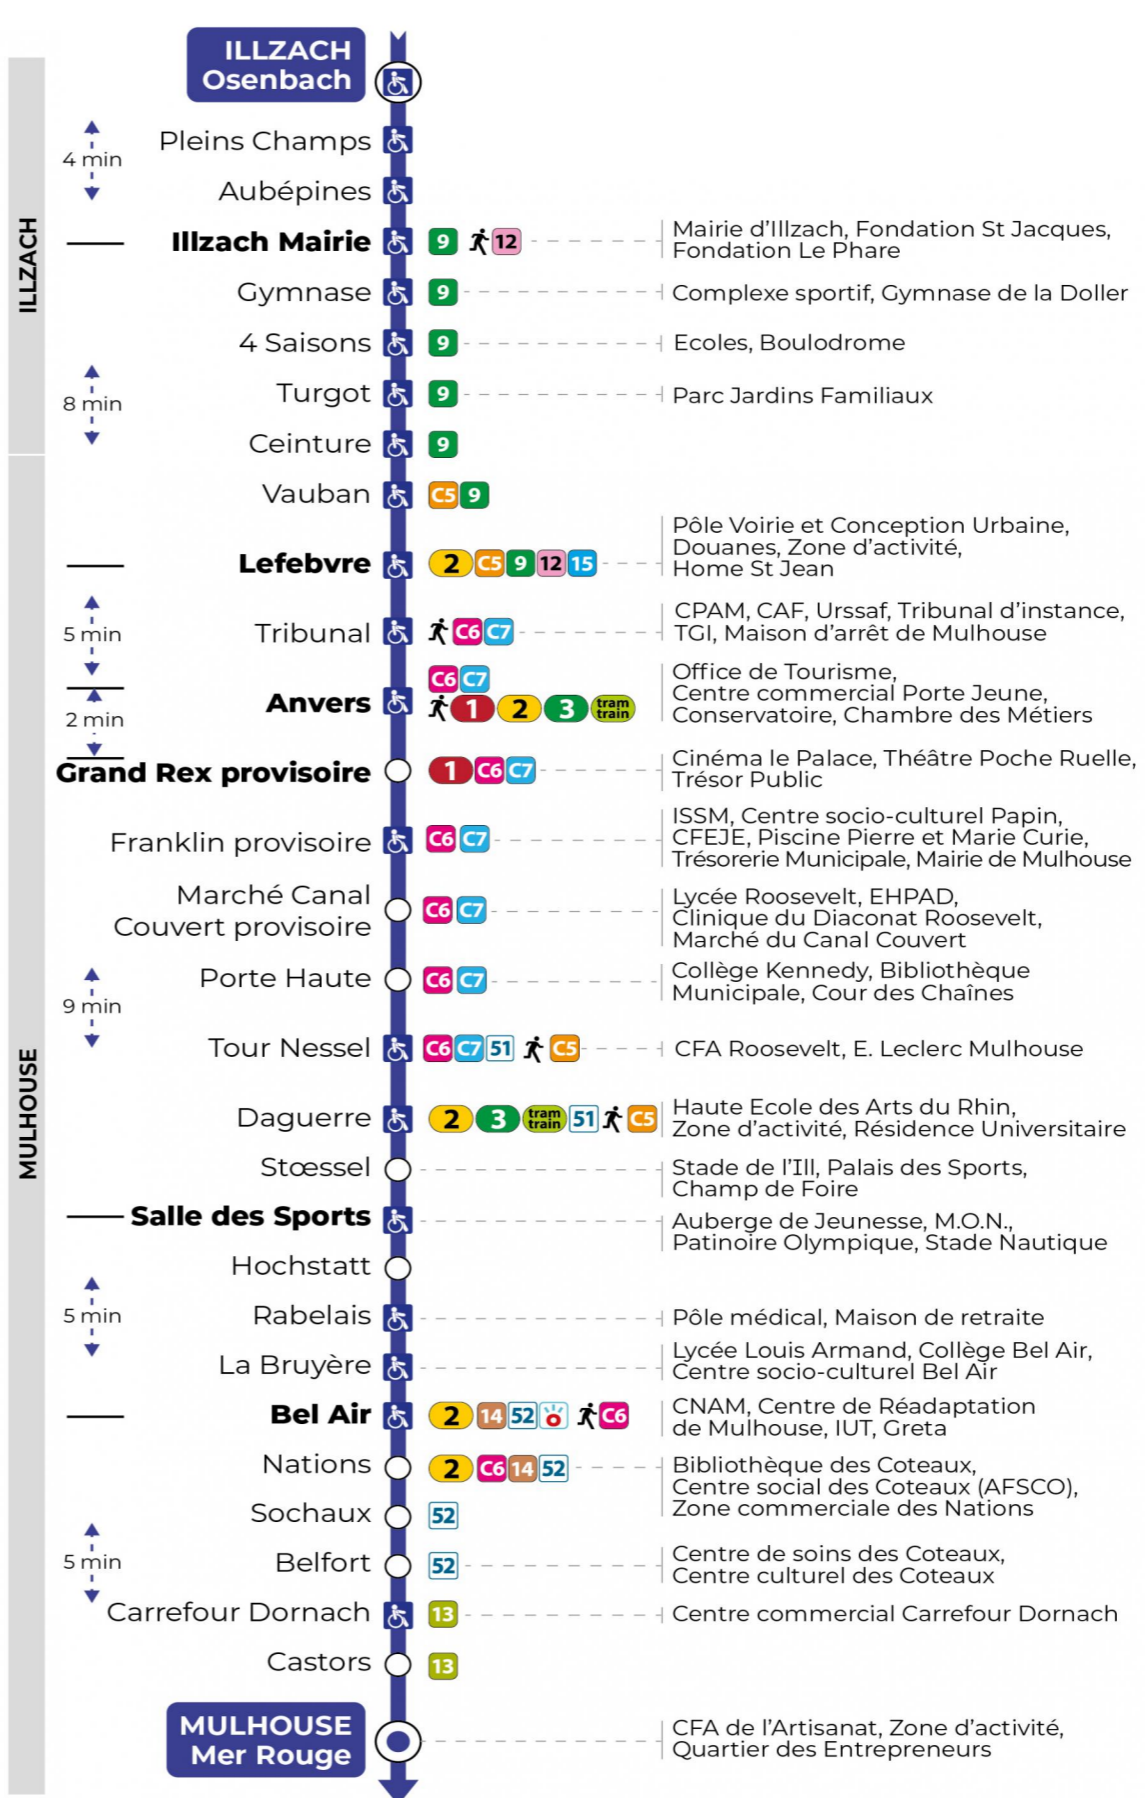 ILLZACH
Osenbach
ILLZACH
4 min
Pleins Champs
Aubépines
Illzach Mairie
9 12
Mairie d'Illzach, Fondation St Jacques,
Fondation Le Phare
Gymnase
9
Complexe sportif, Gymnase de la Doller
4 Saisons
9
Ecoles, Boulodrome
8 min
Turgot
9
Parc Jardins Familiaux
Ceinture
9
MULHOUSE
Vauban
C5 9
Lefebvre
2 C5 9 12 15
Pôle Voirie et Conception Urbaine,
Douanes, Zone d'activité,
Home St Jean
5 min
Tribunal
C6 C7
CPAM, CAF, Urssaf, Tribunal d'instance,
TGI, Maison d'arrêt de Mulhouse
Anvers
C6 C7
1 2 3 tram
train
Office de Tourisme,
Centre commercial Porte Jeune,
Conservatoire, Chambre des Métiers
2 min
Grand Rex provisoire
1 C6 C7
Cinéma le Palace, Théâtre Poche Ruelle,
Trésor Public
Franklin provisoire
C6 C7
ISSM, Centre socio-culturel Papin,
CFEJE, Piscine Pierre et Marie Curie,
Trésorerie Municipale, Mairie de Mulhouse
Marché Canal
Couvert provisoire
C6 C7
Lycée Roosevelt, EHPAD,
Clinique du Diaconat Roosevelt,
Marché du Canal Couvert
9 min
Porte Haute
C6 C7
Collège Kennedy, Bibliothèque
Municipale, Cour des Chaînes
Tour Nessel
C6 C7 51 C5
CFA Roosevelt, E. Leclerc Mulhouse
Daguerre
2 3 tram
train 51 C5
Haute Ecole des Arts du Rhin,
Zone d'activité, Résidence Universitaire
Stœssel
Stade de l'Ill, Palais des Sports,
Champ de Foire
Salle des Sports
Auberge de Jeunesse, M.O.N.,
Patinoire Olympique, Stade Nautique
Hochstatt
5 min
Rabelais
Pôle médical, Maison de retraite
La Bruyère
Lycée Louis Armand, Collège Bel Air,
Centre socio-culturel Bel Air
Bel Air
2 14 52 C6
CNAM, Centre de Réadaptation
de Mulhouse, IUT, Greta
Nations
2 C6 14 52
Bibliothèque des Coteaux,
Centre social des Coteaux (AFSCO),
Zone commerciale des Nations
Sochaux
52
5 min
Belfort
52
Centre de soins des Coteaux,
Centre culturel des Coteaux
Carrefour Dornach
13
Centre commercial Carrefour Dornach
Castors
13
MULHOUSE
Mer Rouge
CFA de l'Artisanat, Zone d'activité,
Quartier des Entrepreneurs